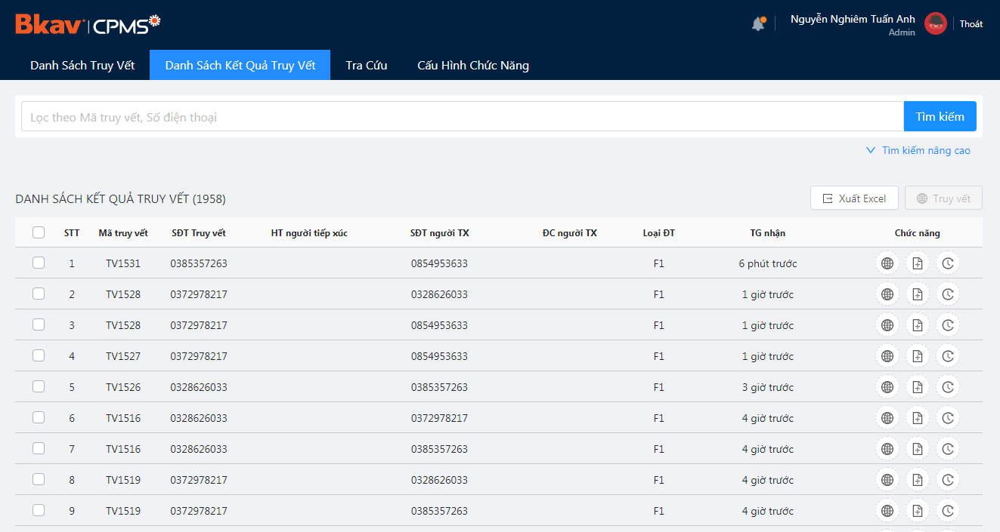 Bkav CPMS
Nguyễn Nghiêm Tuấn Anh
Admin
Thoát
Danh Sách Truy Vết Danh Sách Kết Quả Truy Vết Tra Cứu Cấu Hình Chức Năng
Lọc theo Mã truy vết, Số điện thoại Tìm kiếm
Tìm kiếm nâng cao
DANH SÁCH KẾT QUẢ TRUY VẾT (1958) Xuất Excel Truy vết
STT Mã truy vết SĐT Truy vết HT người tiếp xúc SĐT người TX ĐC người TX Loại ĐT TG nhận Chức năng
1 TV1531 0385357263 0854953633 F1 6 phút trước
2 TV1528 0372978217 0328626033 F1 1 giờ trước
3 TV1528 0372978217 0854953633 F1 1 giờ trước
4 TV1527 0372978217 0854953633 F1 1 giờ trước
5 TV1526 0328626033 0385357263 F1 3 giờ trước
6 TV1516 0328626033 0372978217 F1 4 giờ trước
7 TV1516 0328626033 0385357263 F1 4 giờ trước
8 TV1519 0372978217 0328626033 F1 4 giờ trước
9 TV1519 0372978217 0385357263 F1 4 giờ trước